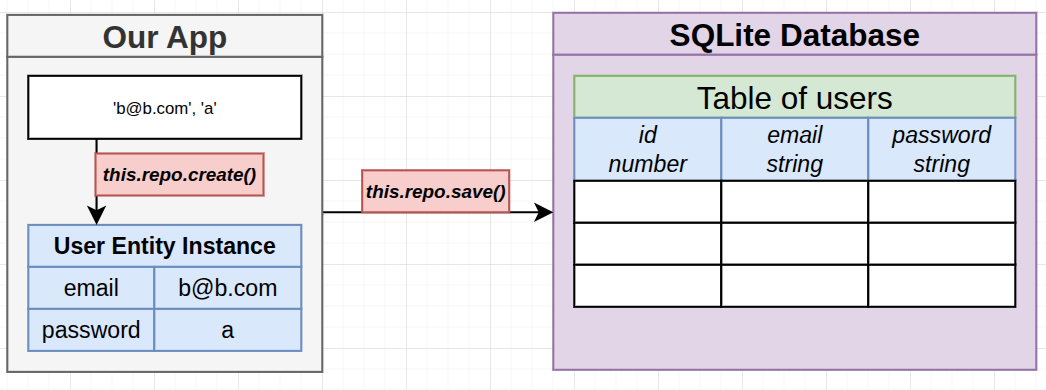 Our App
'b@b.com', 'a'
this.repo.create()
User Entity Instance
email b@b.com
password a
this.repo.save()
SQLite Database
Table of users
id email password
number string string